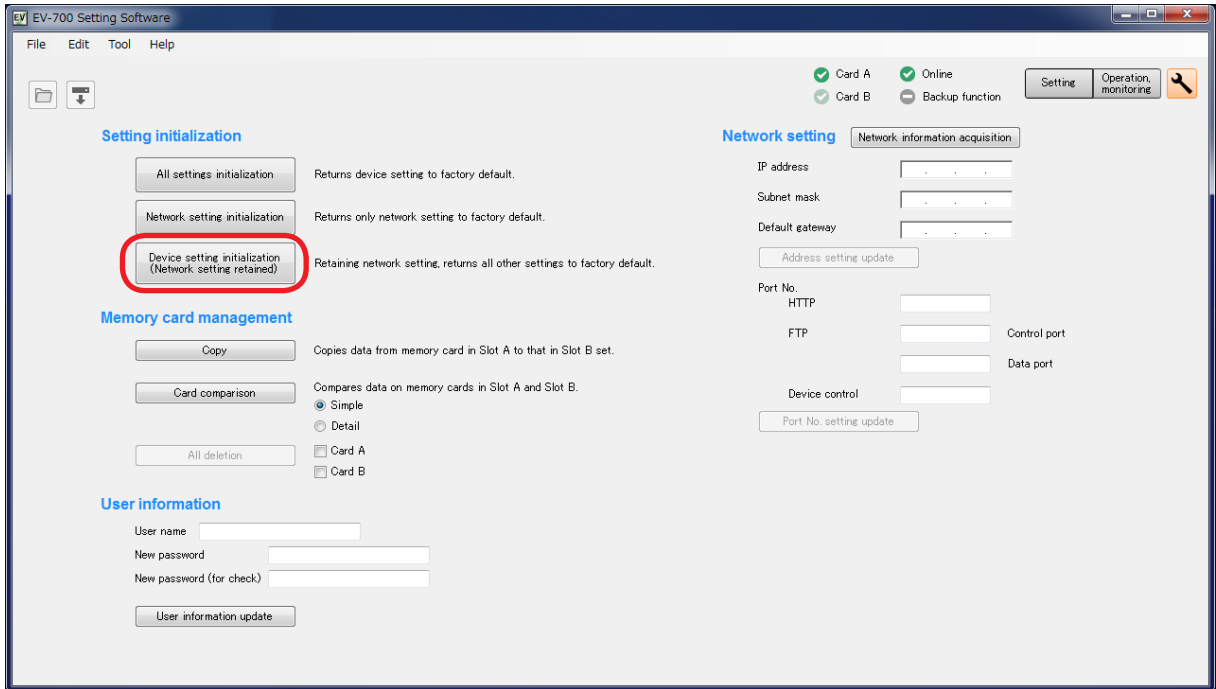 EV EV-700 Setting Software
File Edit Tool Help
Card A Online
Card B Backup function
Setting
Operation,
monitoring
Setting initialization
All settings initialization
Returns device setting to factory default.
Network setting initialization
Returns only network setting to factory default.
Device setting initialization
(Network setting retained)
Retaining network setting, returns all other settings to factory default.
Memory card management
Copy
Copies data from memory card in Slot A to that in Slot B set.
Card comparison
Compares data on memory cards in Slot A and Slot B.
Simple
Detail
All deletion
Card A
Card B
User information
User name
New password
New password (for check)
User information update
Network setting
Network information acquisition
IP address
. . .
Subnet mask
. . .
Default gateway
. . .
Address setting update
Port No.
HTTP
FTP
Control port
Data port
Device control
Port No. setting update